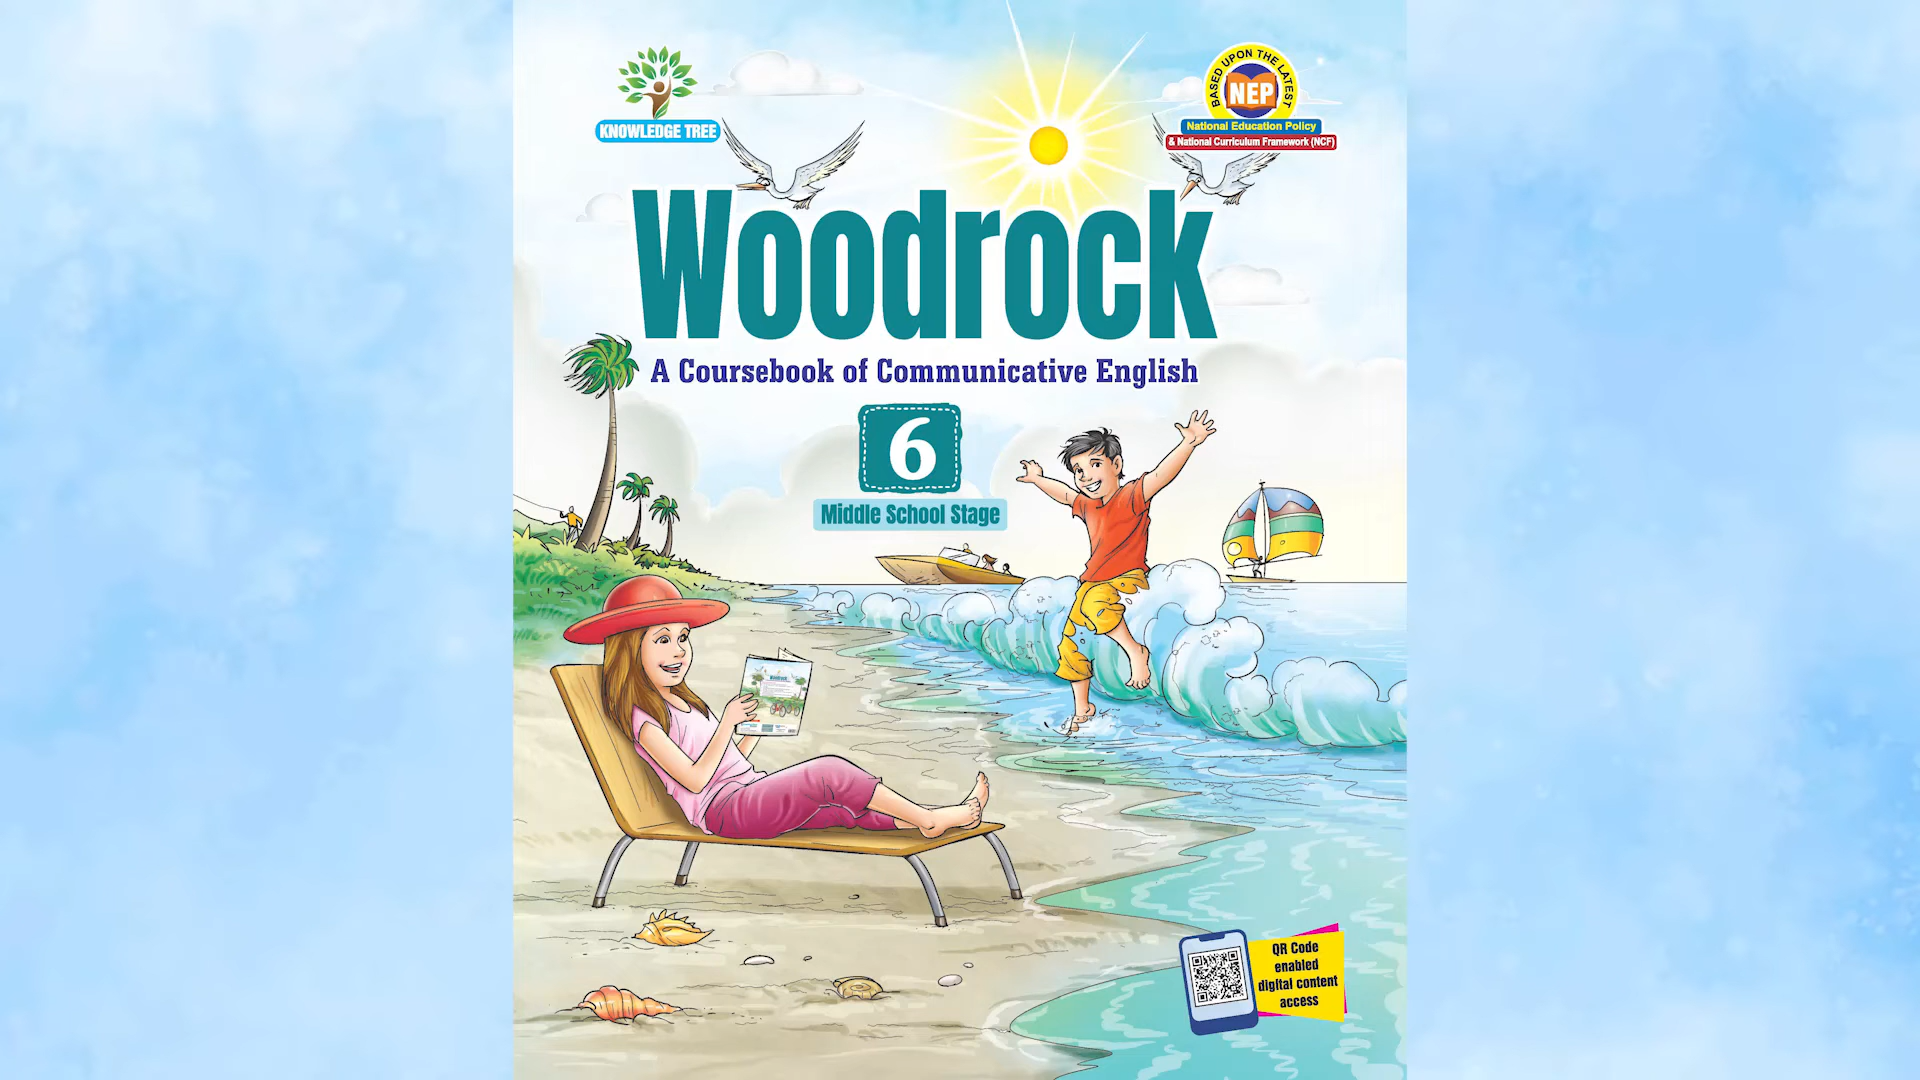 KNOWLEDGE TREE
BASED UPON THE LATEST
NEP
National Education Policy
& National Curriculum Framework (NCF)
Woodrock
A Coursebook of Communicative English
6
Middle School Stage
Woodrock
QR Code
enabled
digital content
access